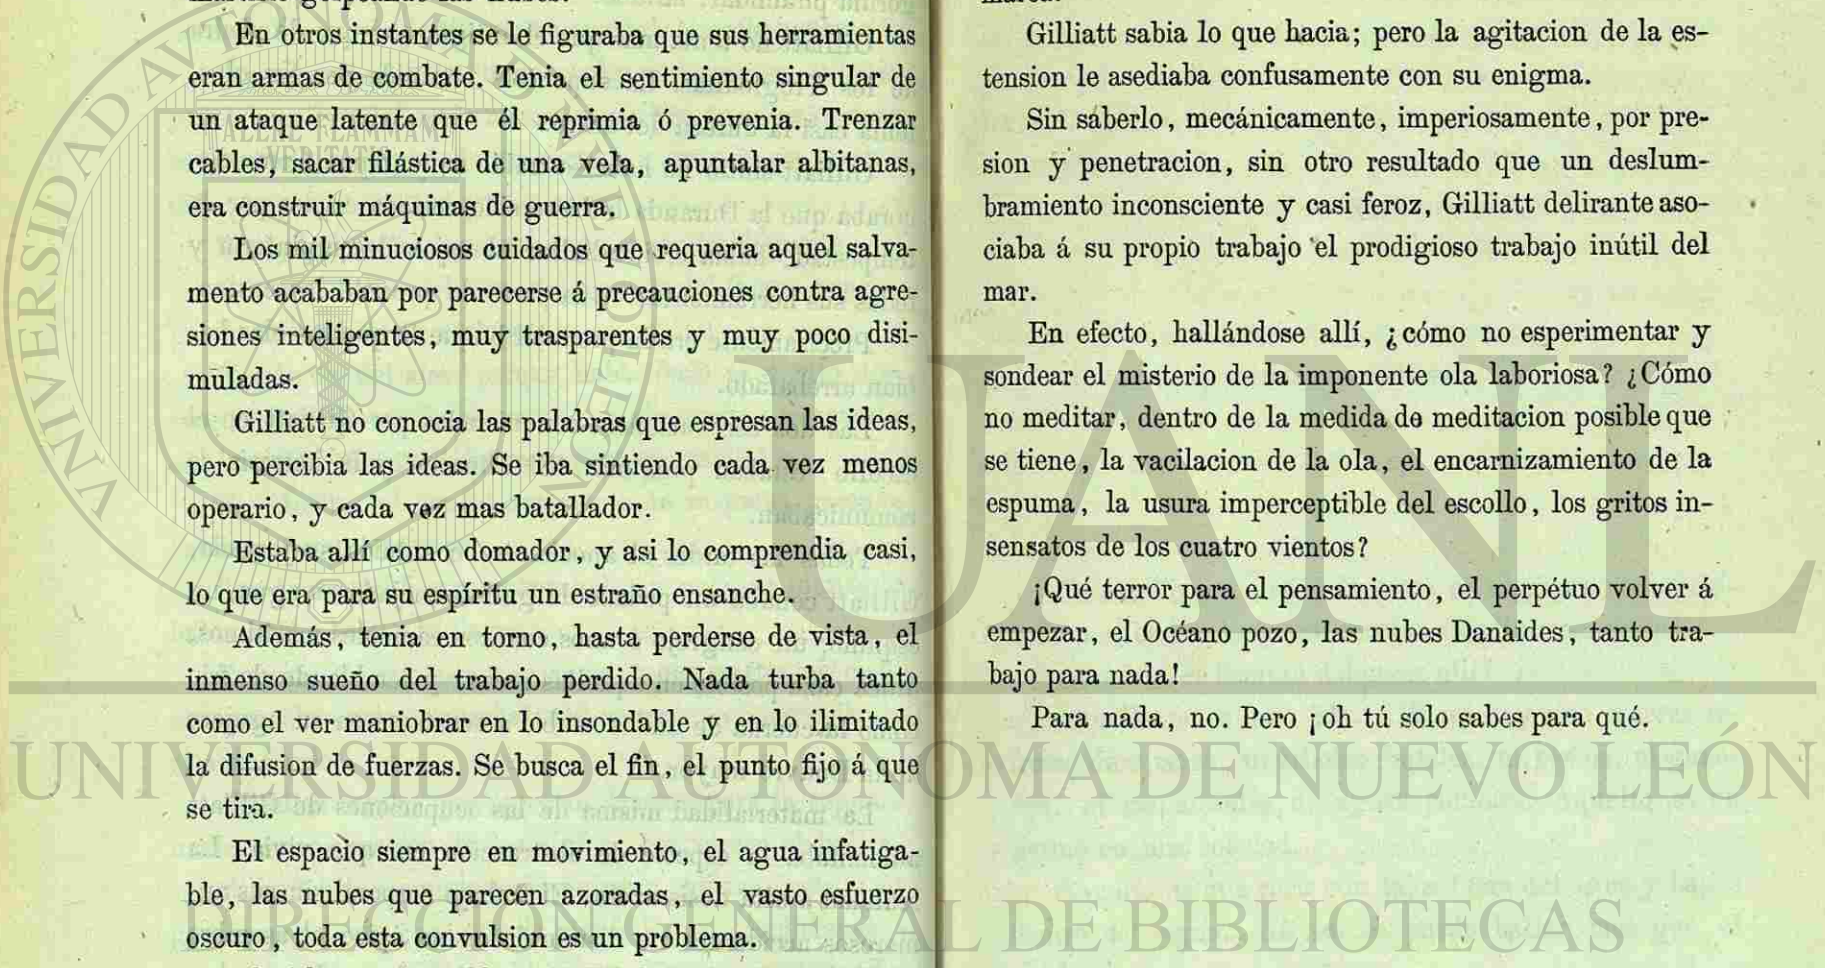 En otros instantes se le figuraba que sus herramientas
eran armas de combate. Tenia el sentimiento singular de
un ataque latente que él reprimia ó prevenia. Trenzar
cables, sacar filástica de una vela, apuntalar albitanas,
era construir máquinas de guerra.
Los mil minuciosos cuidados que requeria aquel salva-
mento acababan por parecerse á precauciones contra agre-
siones inteligentes, muy trasparentes y muy poco disi-
muladas.
Gilliatt no conocia las palabras que espresan las ideas,
pero percibia las ideas. Se iba sintiendo cada vez menos
operario, y cada vez mas batallador.
Estaba allí como domador, y asi lo comprendia casi,
lo que era para su espíritu un estraño ensanche.
Además, tenia en torno, hasta perderse de vista, el
inmenso sueño del trabajo perdido. Nada turba tanto
como el ver maniobrar en lo insondable y en lo ilimitado
la difusion de fuerzas. Se busca el fin, el punto fijo á que
se tira.
El espacio siempre en movimiento, el agua infatiga-
ble, las nubes que parecen azoradas, el vasto esfuerzo
oscuro, toda esta convulsion es un problema.
Gilliatt sabia lo que hacia; pero la agitacion de la es-
tension le asediaba confusamente con su enigma.
Sin saberlo, mecánicamente, imperiosamente, por pre-
sion y penetracion, sin otro resultado que un deslum-
bramiento inconsciente y casi feroz, Gilliatt delirante aso-
ciaba á su propio trabajo el prodigioso trabajo inútil del
mar.
En efecto, hallándose allí, ¿cómo no esperimentar y
sondear el misterio de la imponente ola laboriosa? ¿Cómo
no meditar, dentro de la medida de meditacion posible que
se tiene, la vacilacion de la ola, el encarnizamiento de la
espuma, la usura imperceptible del escollo, los gritos in-
sensatos de los cuatro vientos?
¡Qué terror para el pensamiento, el perpétuo volver á
empezar, el Océano pozo, las nubes Danaides, tanto tra-
bajo para nada!
Para nada, no. Pero ¡oh tú solo sabes para qué.
UNIVERSIDAD AUTÓNOMA DE NUEVO LEÓN
ALERE FLAMMAM
VERITATIS
UANL
UNIVERSIDAD AUTÓNOMA DE NUEVO LEÓN
DIRECCIÓN GENERAL DE BIBLIOTECAS